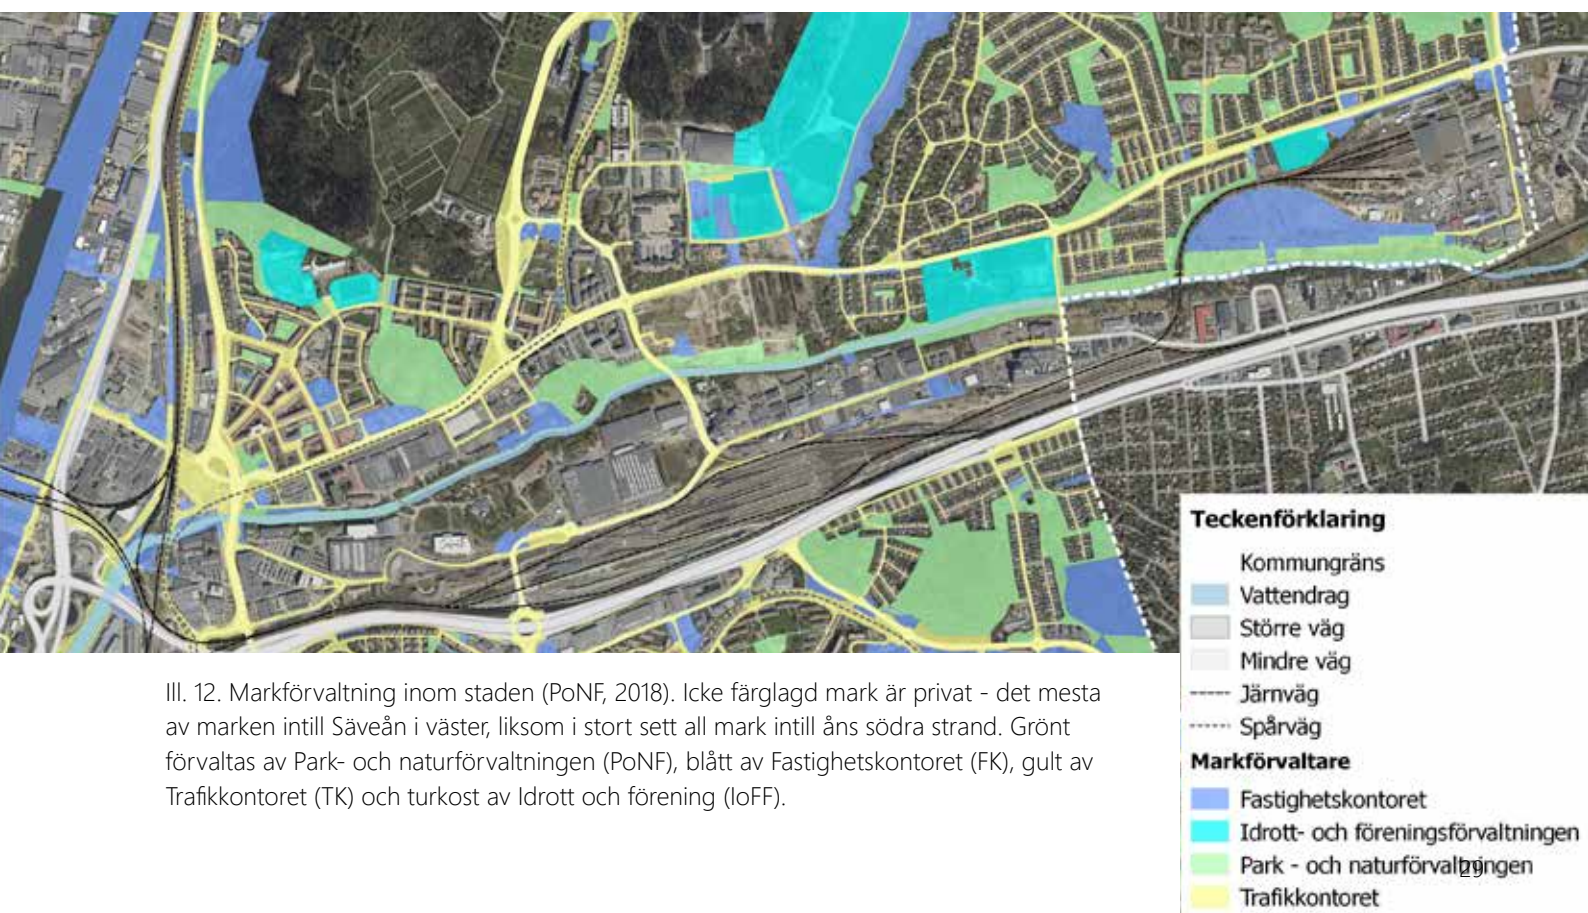 Teckenförklaring
Kommungräns
Vattendrag
Större väg
Mindre väg
Järnväg
Spårväg
Markförvaltare
Fastighetskontoret
Idrott- och föreningsförvaltningen
Park - och naturförvaltningen
Trafikkontoret
Ill. 12. Markförvaltning inom staden (PoNF, 2018). Icke färglagd mark är privat - det mesta
av marken intill Säveån i väster, liksom i stort sett all mark intill åns södra strand. Grönt
förvaltas av Park- och naturförvaltningen (PoNF), blått av Fastighetskontoret (FK), gult av
Trafikkontoret (TK) och turkost av Idrott och förening (IoFF).
29